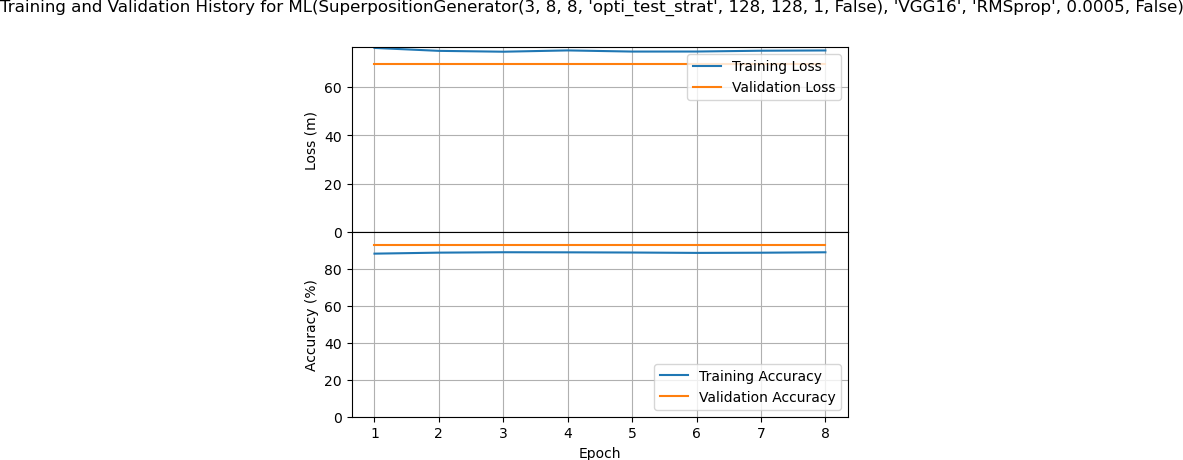 Training and Validation History for ML(SuperpositionGenerator(3, 8, 8, 'opti_test_strat', 128, 128, 1, False), 'VGG16', 'RMSprop', 0.0005, False)
Loss (m)
60
40
20
0
Training Loss
Validation Loss
Accuracy (%)
80
60
40
20
0
Training Accuracy
Validation Accuracy
1 2 3 4 5 6 7 8
Epoch